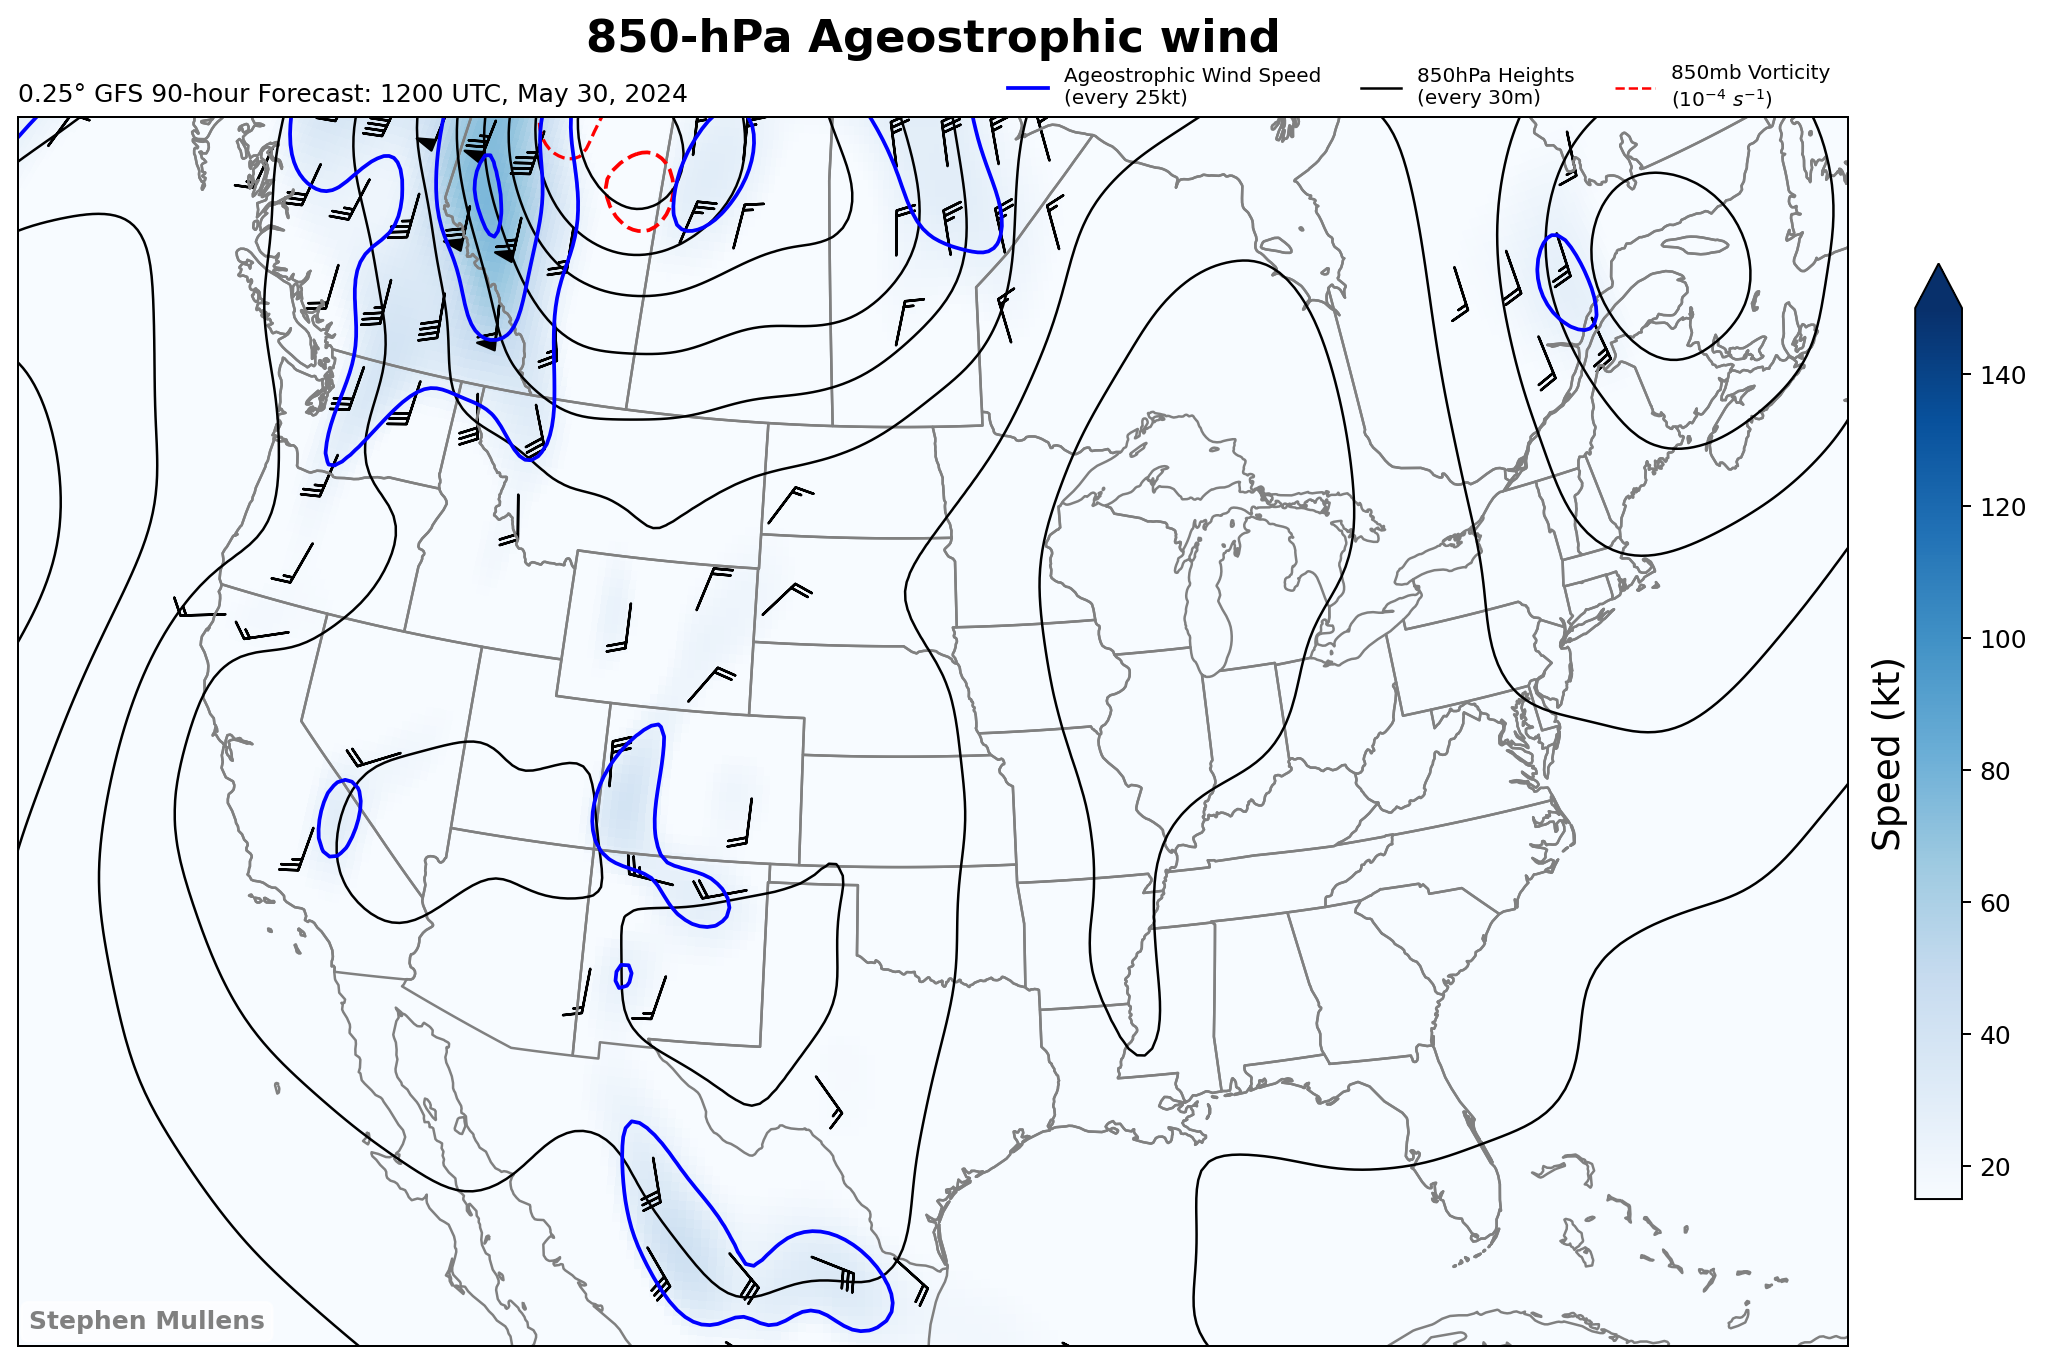 850-hPa Ageostrophic wind
0.25° GFS 90-hour Forecast: 1200 UTC, May 30, 2024
Ageostrophic Wind Speed
(every 25kt)
850hPa Heights
(every 30m)
850mb Vorticity
(10⁻⁴ s⁻¹)
140
120
100
80
60
40
20
Speed (kt)
Stephen Mullens